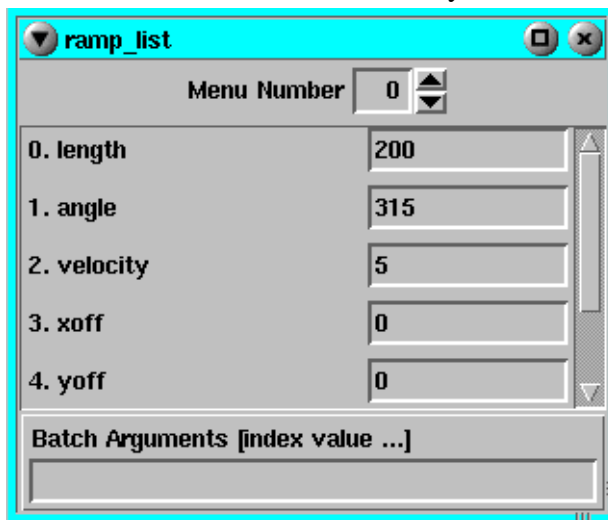 ramp_list
Menu Number 0
0. length 200
1. angle 315
2. velocity 5
3. xoff 0
4. yoff 0
Batch Arguments [index value ...]